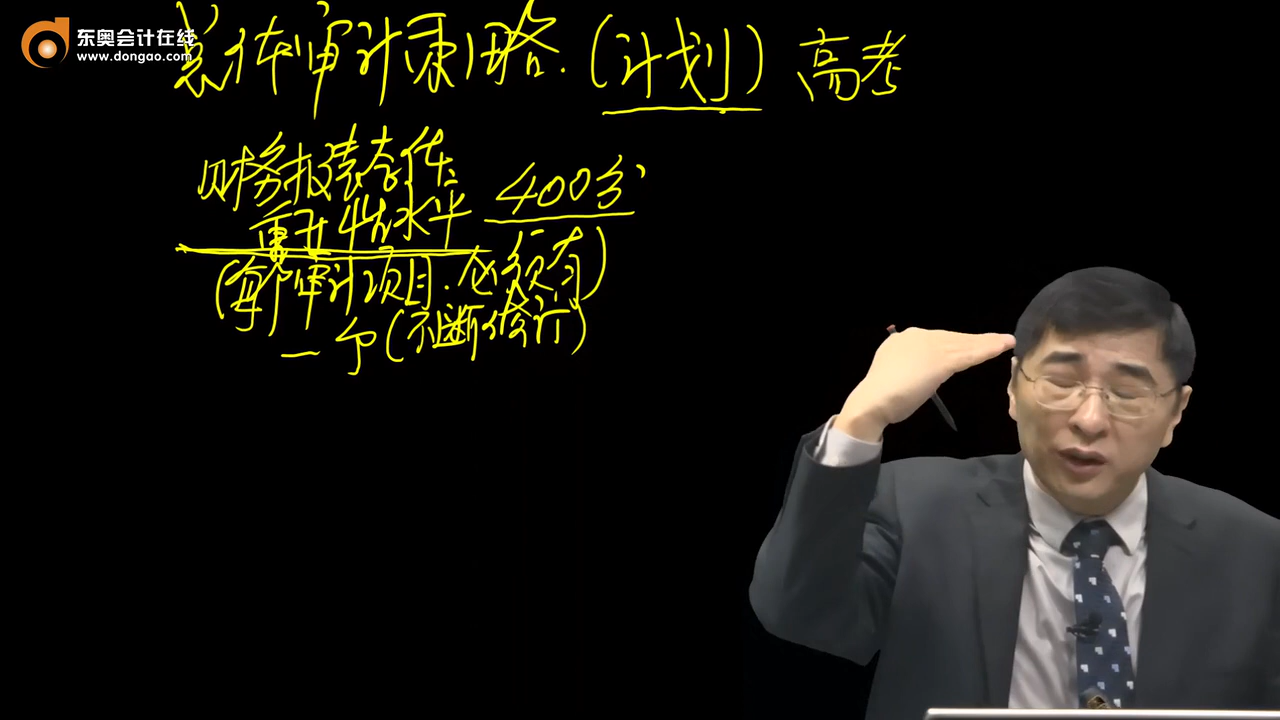 东奥会计在线
www.dongao.com
总体审计策略.(计划) 高考
财务报表整体 400分
重要性水平
(每个审计项目.必须有)
一个(不断修订)